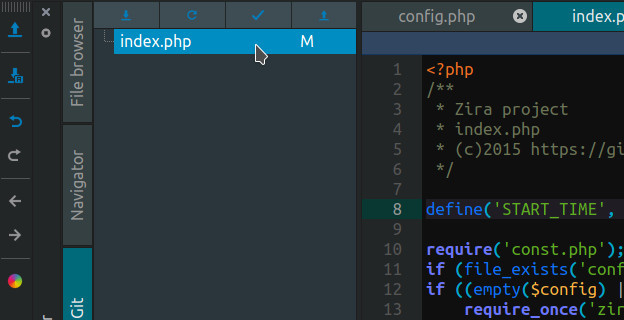 config.php
index.p
index.php M
File browser
Navigator
Git
1 <?php
2 /**
3 * Zira project
4 * index.php
5 * (c)2015 https://gi
6 */
7
8 define('START_TIME',
9
10 require('const.php');
11 if (file_exists('conf
12 if ((empty($config) |
13 require_once('zir